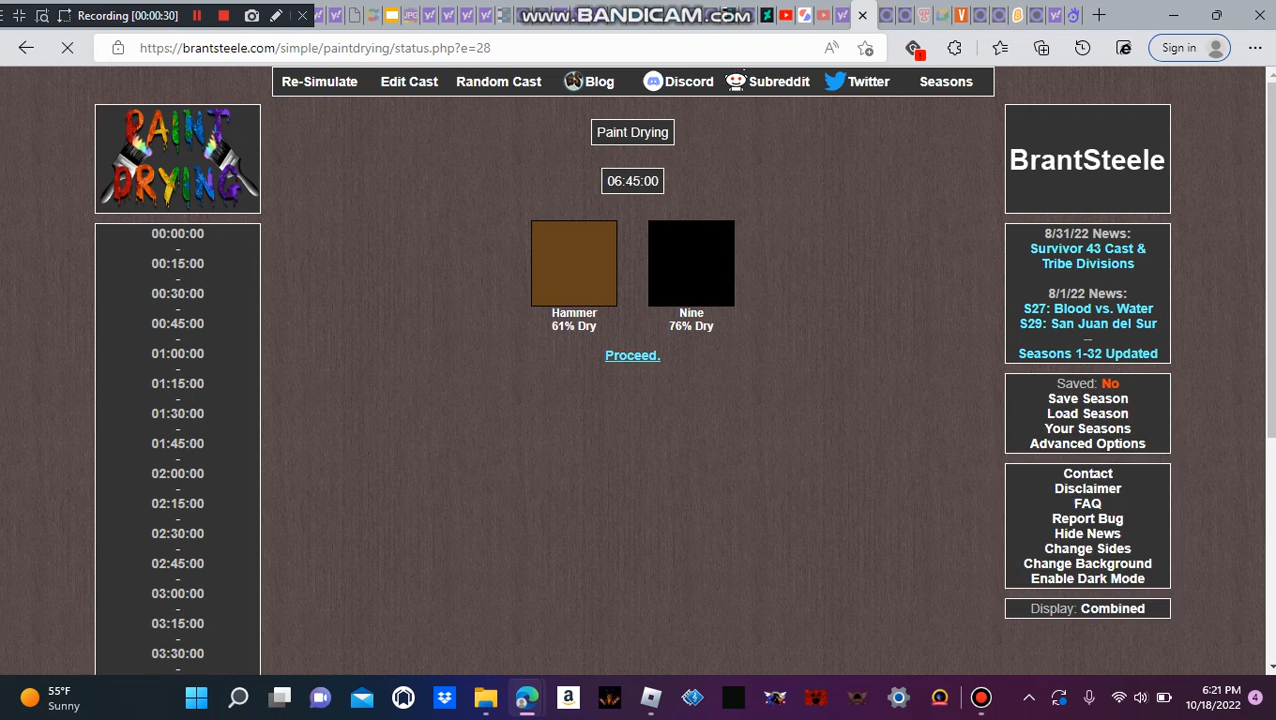 Recording [00:00:30]
www.BANDICAM.com
https://brantsteele.com/simple/paintdrying/status.php?e=28
Sign in
Re-Simulate
Edit Cast
Random Cast
Blog
Discord
Subreddit
Twitter
Seasons
PAINT
DRYING
00:00:00
-
00:15:00
-
00:30:00
-
00:45:00
-
01:00:00
-
01:15:00
-
01:30:00
-
01:45:00
-
02:00:00
-
02:15:00
-
02:30:00
-
02:45:00
-
03:00:00
-
03:15:00
-
03:30:00
-
Paint Drying
06:45:00
Hammer
61% Dry
Nine
76% Dry
Proceed.
BrantSteele
8/31/22 News:
Survivor 43 Cast &
Tribe Divisions
8/1/22 News:
S27: Blood vs. Water
S29: San Juan del Sur
--
Seasons 1-32 Updated
Saved: No
Save Season
Load Season
Your Seasons
Advanced Options
Contact
Disclaimer
FAQ
Report Bug
Hide News
Change Sides
Change Background
Enable Dark Mode
Display: Combined
55°F
Sunny
6:21 PM
10/18/2022
4